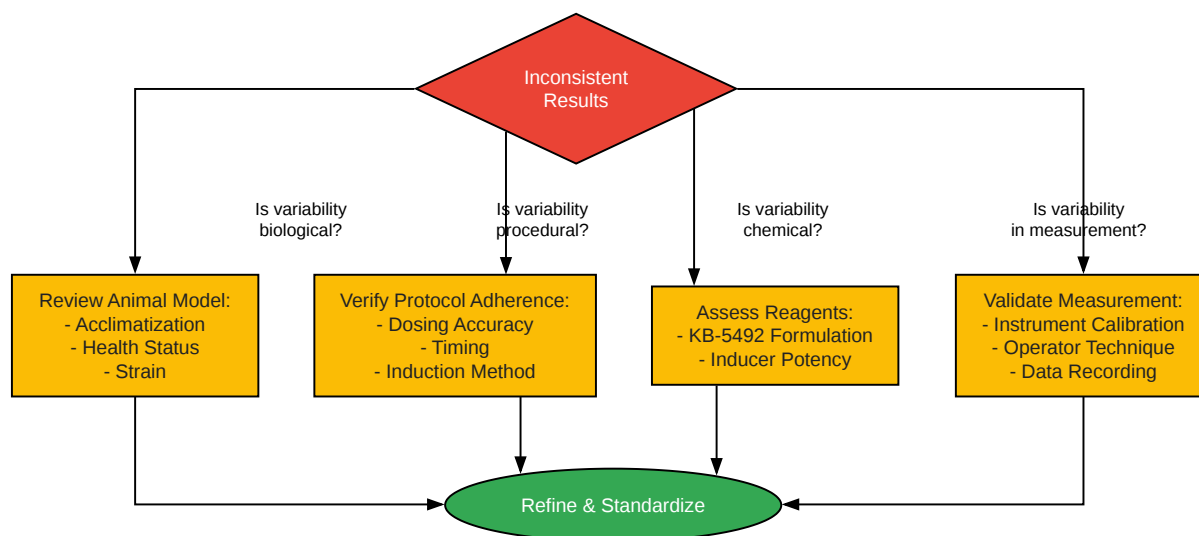 Inconsistent
Results
Is variability
biological?
Is variability
procedural?
Is variability
chemical?
Is variability
in measurement?
Review Animal Model:
- Acclimatization
- Health Status
- Strain
Verify Protocol Adherence:
- Dosing Accuracy
- Timing
- Induction Method
Assess Reagents:
- KB-5492 Formulation
- Inducer Potency
Validate Measurement:
- Instrument Calibration
- Operator Technique
- Data Recording
Refine & Standardize